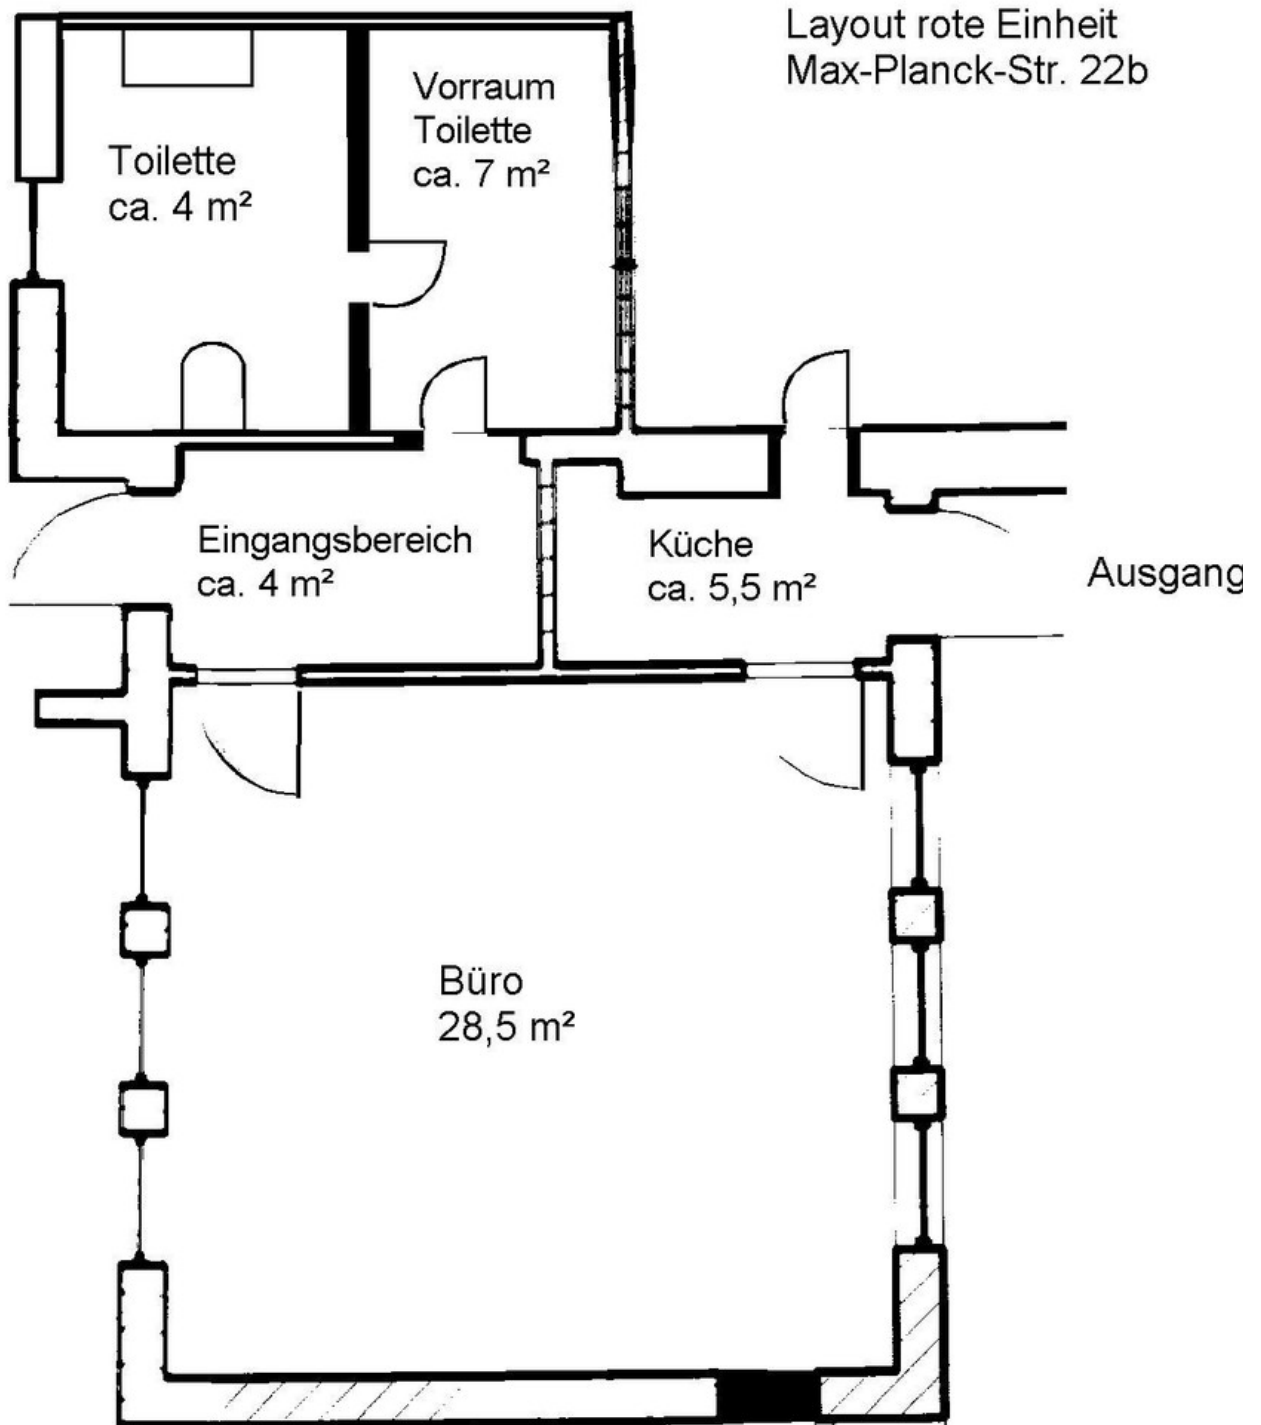 Layout rote Einheit
Max-Planck-Str. 22b
Vorraum
Toilette
ca. 7 m²
Toilette
ca. 4 m²
Eingangsbereich
ca. 4 m²
Küche
ca. 5,5 m²
Ausgang
Büro
28,5 m²